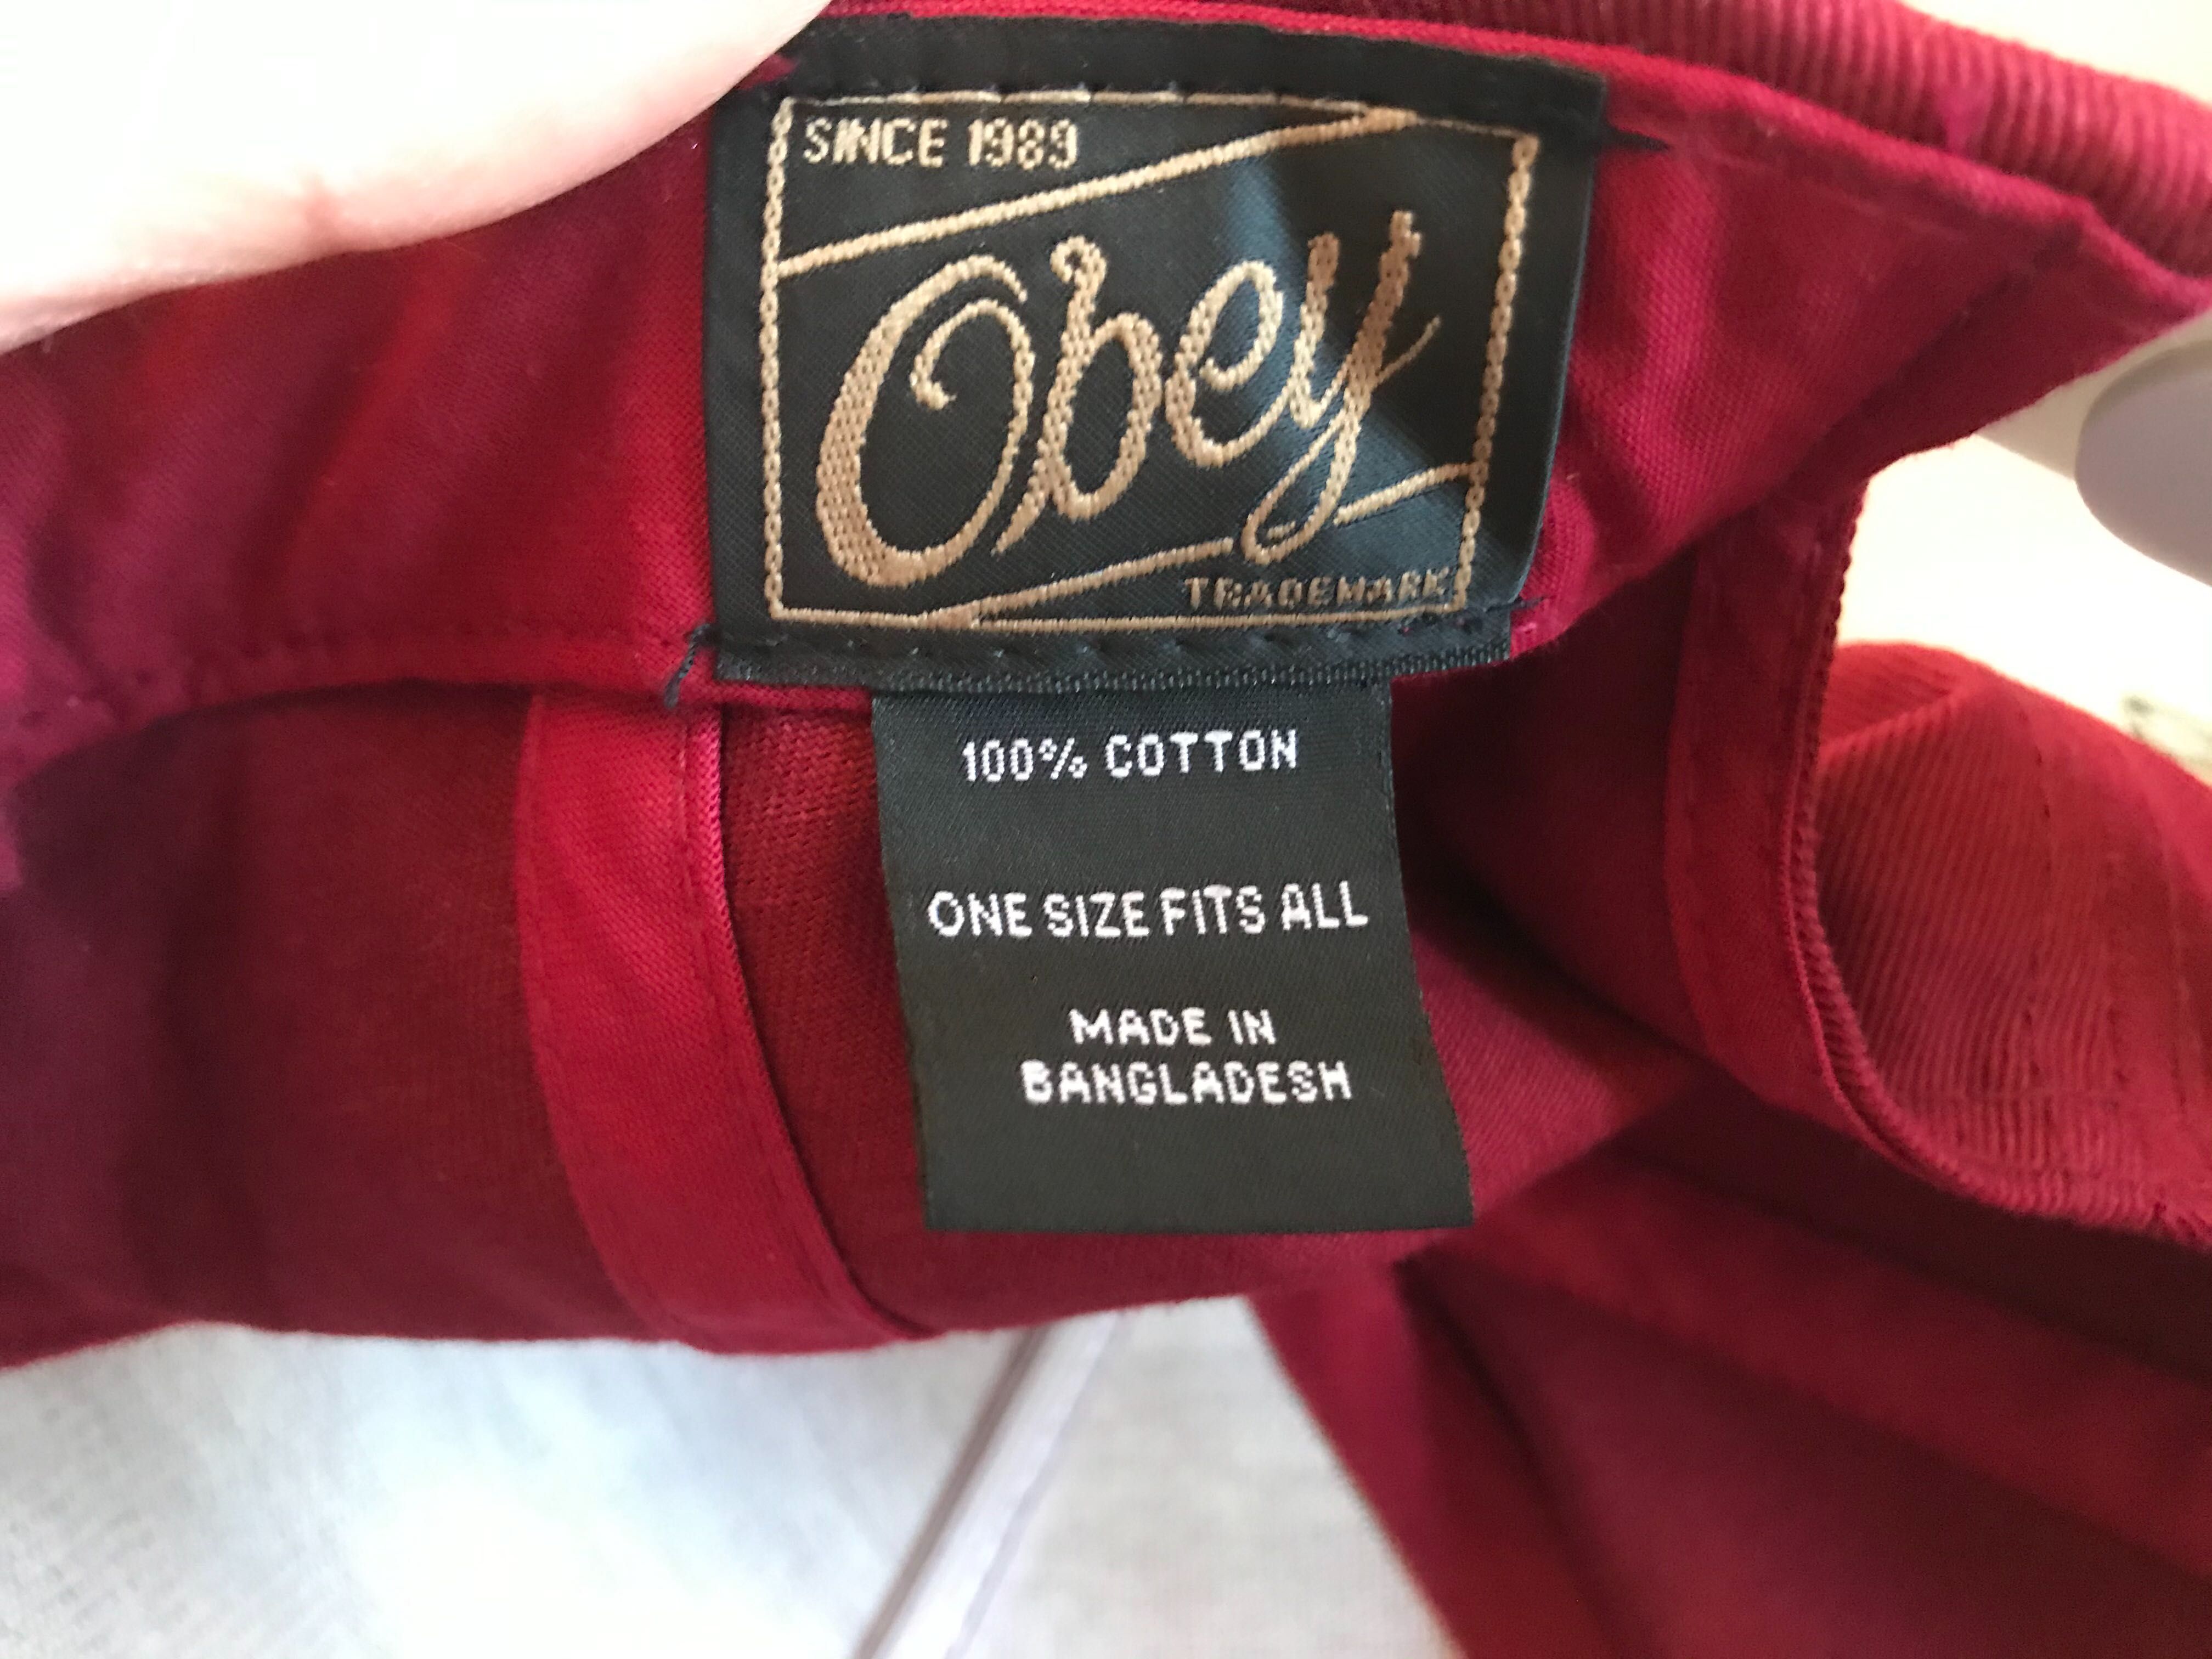 SINCE 1989
Obey
TRADEMARK
100% COTTON
ONE SIZE FITS ALL
MADE IN
BANGLADESH